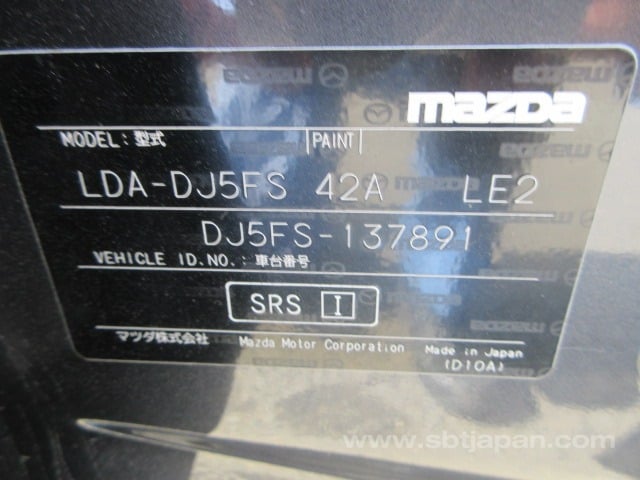 mazda
MODEL: 型式 |PAINT|
LDA-DJ5FS 42A LE2
DJ5FS-137891
VEHICLE ID.NO.: 車台番号
SRS I
マツダ株式会社 Mazda Motor Corporation Made in Japan
(D10A)
www.sbtjapan.com